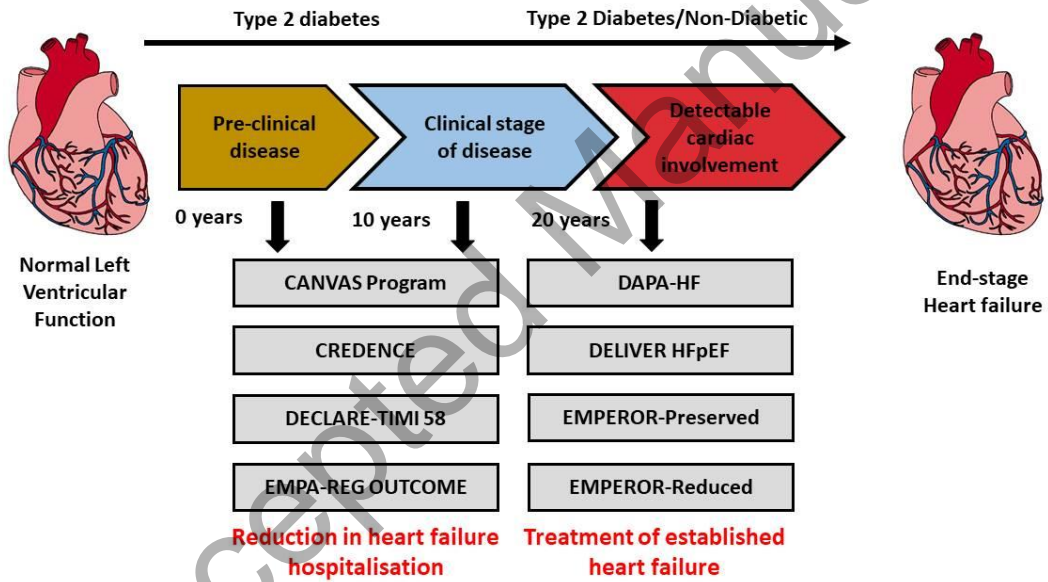 Type 2 diabetes
Type 2 Diabetes/Non-Diabetic
Pre-clinical
disease
Clinical stage
of disease
Detectable
cardiac
involvement
0 years
10 years
20 years
Normal Left
Ventricular
Function
End-stage
Heart failure
CANVAS Program
CREDENCE
DECLARE-TIMI 58
EMPA-REG OUTCOME
Reduction in heart failure
hospitalisation
DAPA-HF
DELIVER HFpEF
EMPEROR-Preserved
EMPEROR-Reduced
Treatment of established
heart failure
cepted Manu